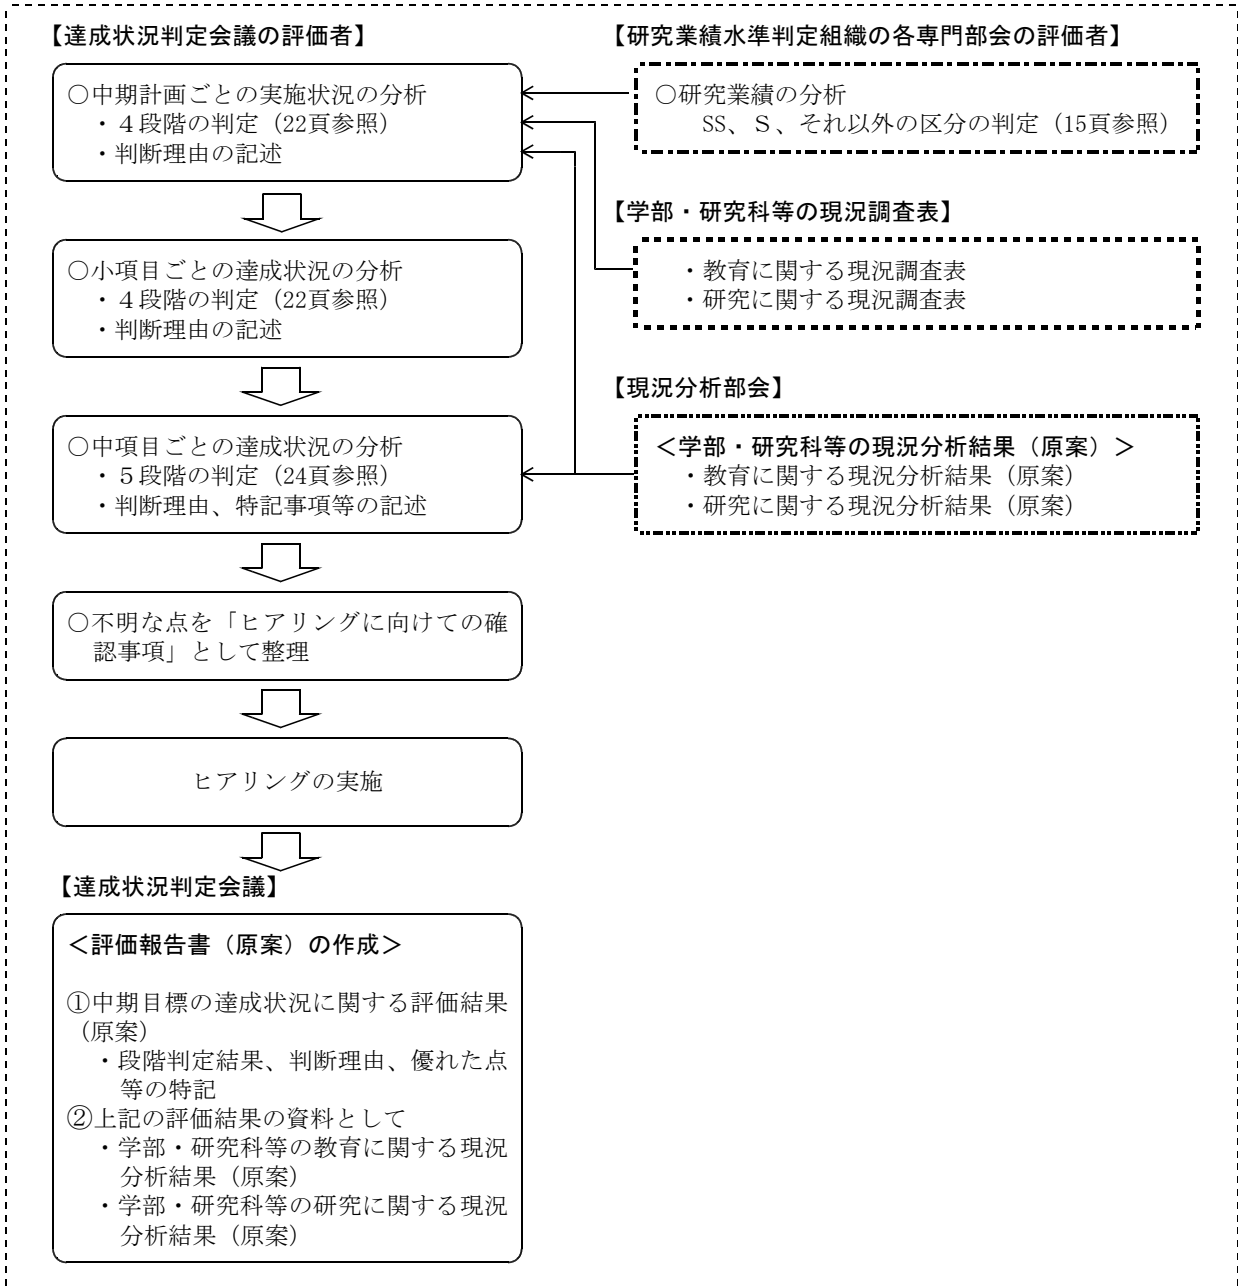 【達成状況判定会議の評価者】
○中期計画ごとの実施状況の分析
・４段階の判定（22頁参照）
・判断理由の記述
○小項目ごとの達成状況の分析
・４段階の判定（22頁参照）
・判断理由の記述
○中項目ごとの達成状況の分析
・５段階の判定（24頁参照）
・判断理由、特記事項等の記述
○不明な点を「ヒアリングに向けての確
認事項」として整理
ヒアリングの実施
【達成状況判定会議】
＜評価報告書（原案）の作成＞
①中期目標の達成状況に関する評価結果
（原案）
・段階判定結果、判断理由、優れた点
等の特記
②上記の評価結果の資料として
・学部・研究科等の教育に関する現況
分析結果（原案）
・学部・研究科等の研究に関する現況
分析結果（原案）
【研究業績水準判定組織の各専門部会の評価者】
○研究業績の分析
SS、Ｓ、それ以外の区分の判定（15頁参照）
【学部・研究科等の現況調査表】
・教育に関する現況調査表
・研究に関する現況調査表
【現況分析部会】
＜学部・研究科等の現況分析結果（原案）＞
・教育に関する現況分析結果（原案）
・研究に関する現況分析結果（原案）